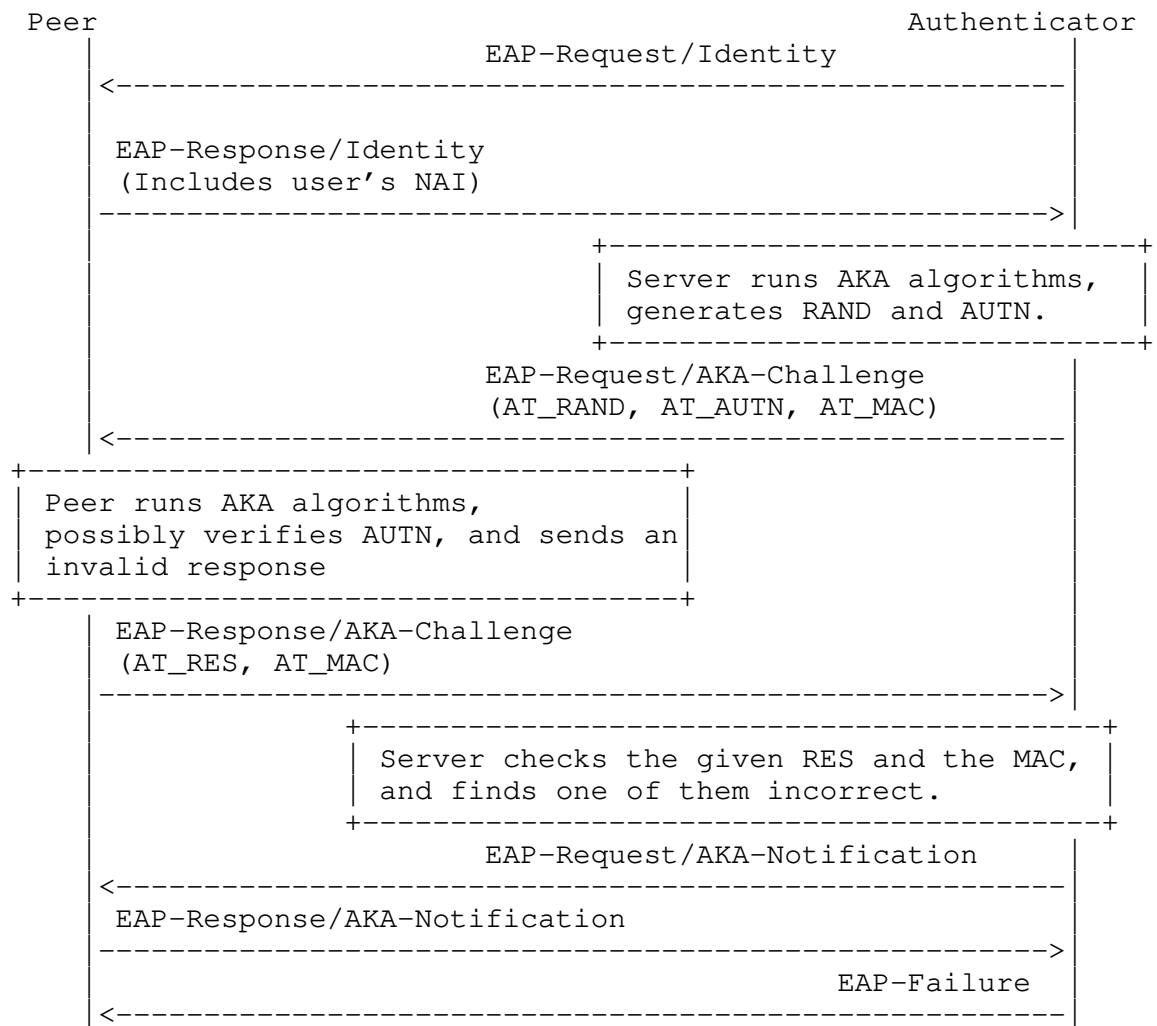 Peer Authenticator
EAP-Request/Identity
EAP-Response/Identity
(Includes user's NAI)
Server runs AKA algorithms,
generates RAND and AUTN.
EAP-Request/AKA-Challenge
(AT_RAND, AT_AUTN, AT_MAC)
Peer runs AKA algorithms,
possibly verifies AUTN, and sends an
invalid response
EAP-Response/AKA-Challenge
(AT_RES, AT_MAC)
Server checks the given RES and the MAC,
and finds one of them incorrect.
EAP-Request/AKA-Notification
EAP-Response/AKA-Notification
EAP-Failure